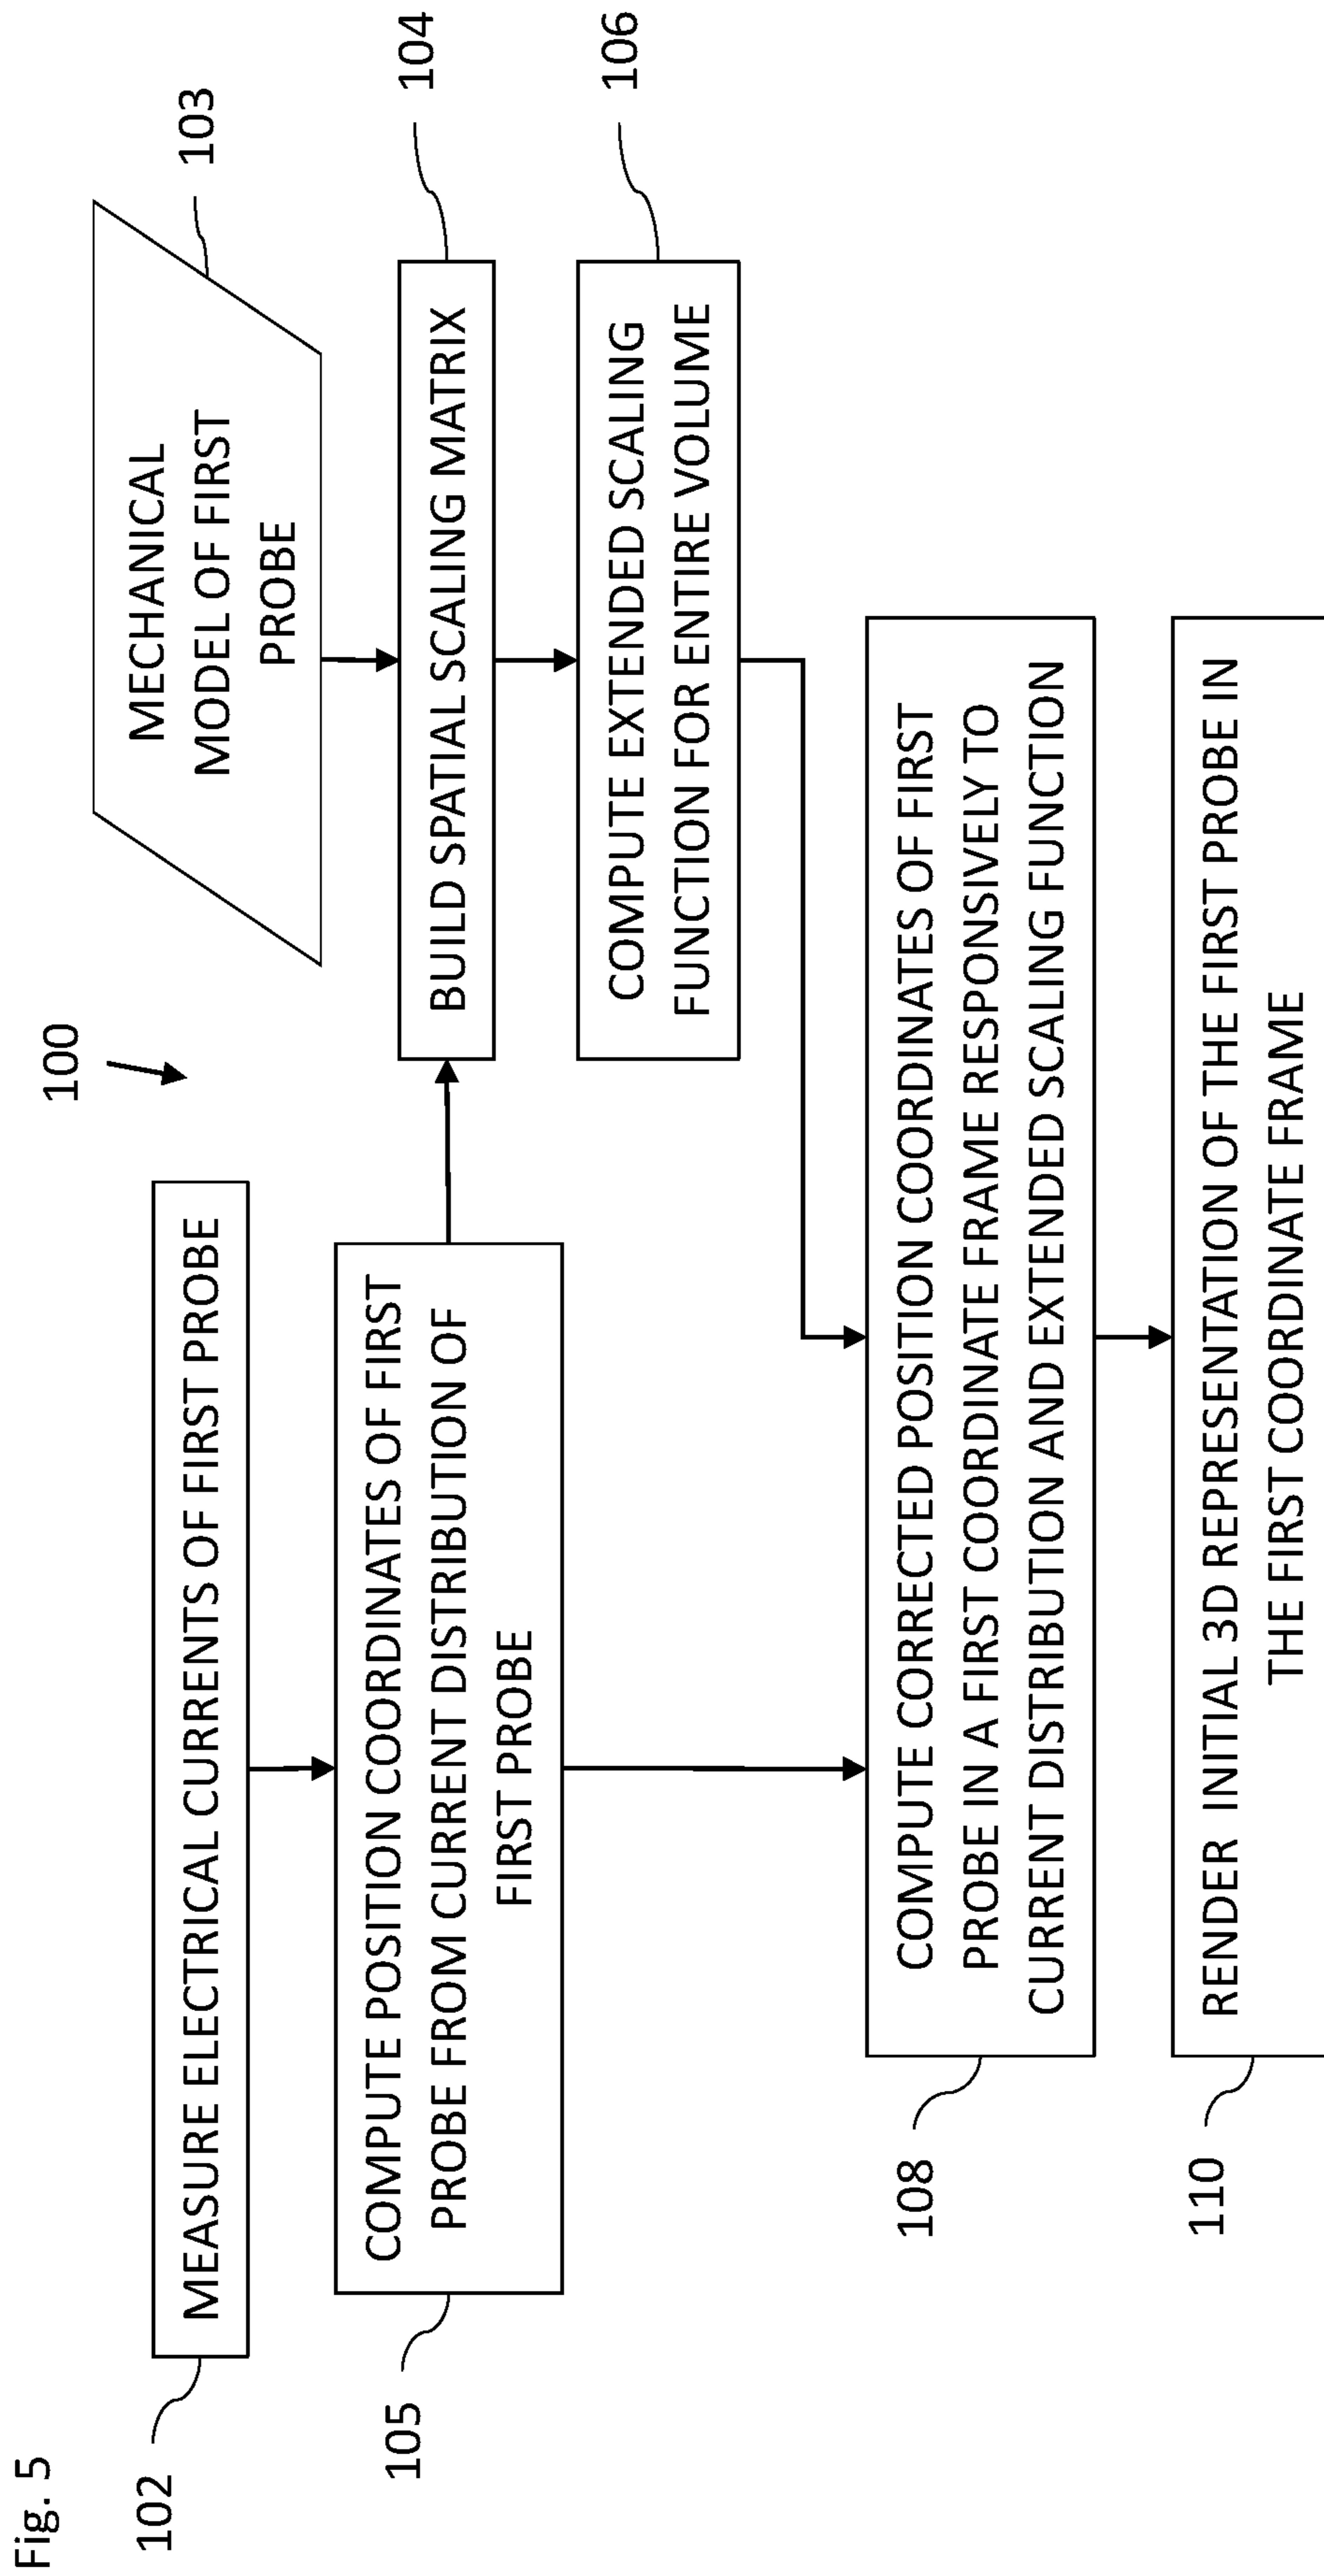 Fig. 5
100
102
MEASURE ELECTRICAL CURRENTS OF FIRST PROBE
MECHANICAL
MODEL OF FIRST
PROBE
103
105
COMPUTE POSITION COORDINATES OF FIRST
PROBE FROM CURRENT DISTRIBUTION OF
FIRST PROBE
BUILD SPATIAL SCALING MATRIX
104
COMPUTE EXTENDED SCALING
FUNCTION FOR ENTIRE VOLUME
106
108
COMPUTE CORRECTED POSITION COORDINATES OF FIRST
PROBE IN A FIRST COORDINATE FRAME RESPONSIVELY TO
CURRENT DISTRIBUTION AND EXTENDED SCALING FUNCTION
110
RENDER INITIAL 3D REPRESENTATION OF THE FIRST PROBE IN
THE FIRST COORDINATE FRAME